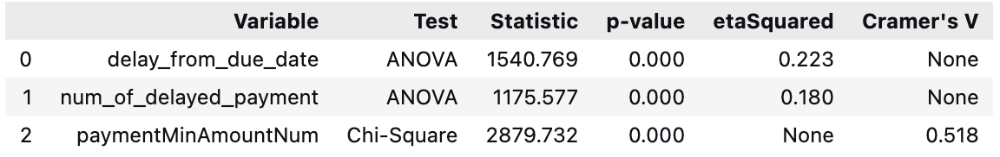 Variable Test Statistic p-value etaSquared Cramer's V
0 delay_from_due_date ANOVA 1540.769 0.000 0.223 None
1 num_of_delayed_payment ANOVA 1175.577 0.000 0.180 None
2 paymentMinAmountNum Chi-Square 2879.732 0.000 None 0.518